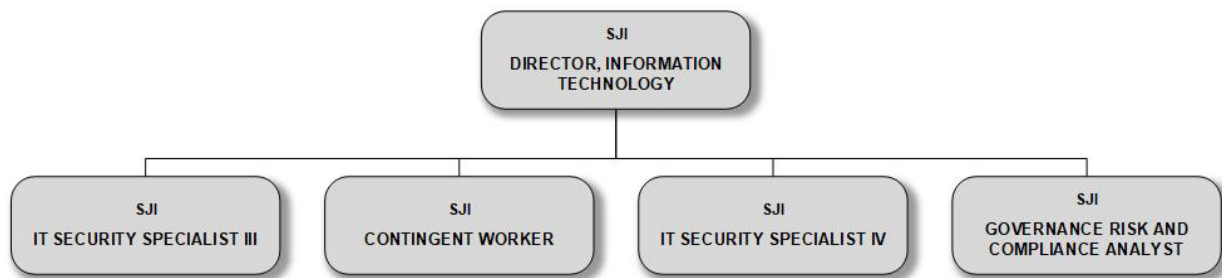 SJI
DIRECTOR, INFORMATION
TECHNOLOGY
SJI
IT SECURITY SPECIALIST III
SJI
CONTINGENT WORKER
SJI
IT SECURITY SPECIALIST IV
SJI
GOVERNANCE RISK AND
COMPLIANCE ANALYST